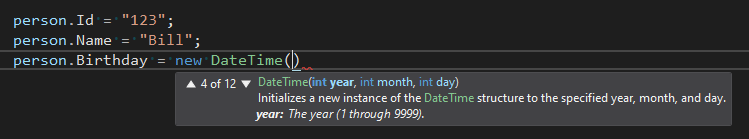 person.Id = "123";
person.Name = "Bill";
person.Birthday = new DateTime()
▲ 4 of 12 ▼ DateTime(int year, int month, int day)
Initializes a new instance of the DateTime structure to the specified year, month, and day.
year: The year (1 through 9999).